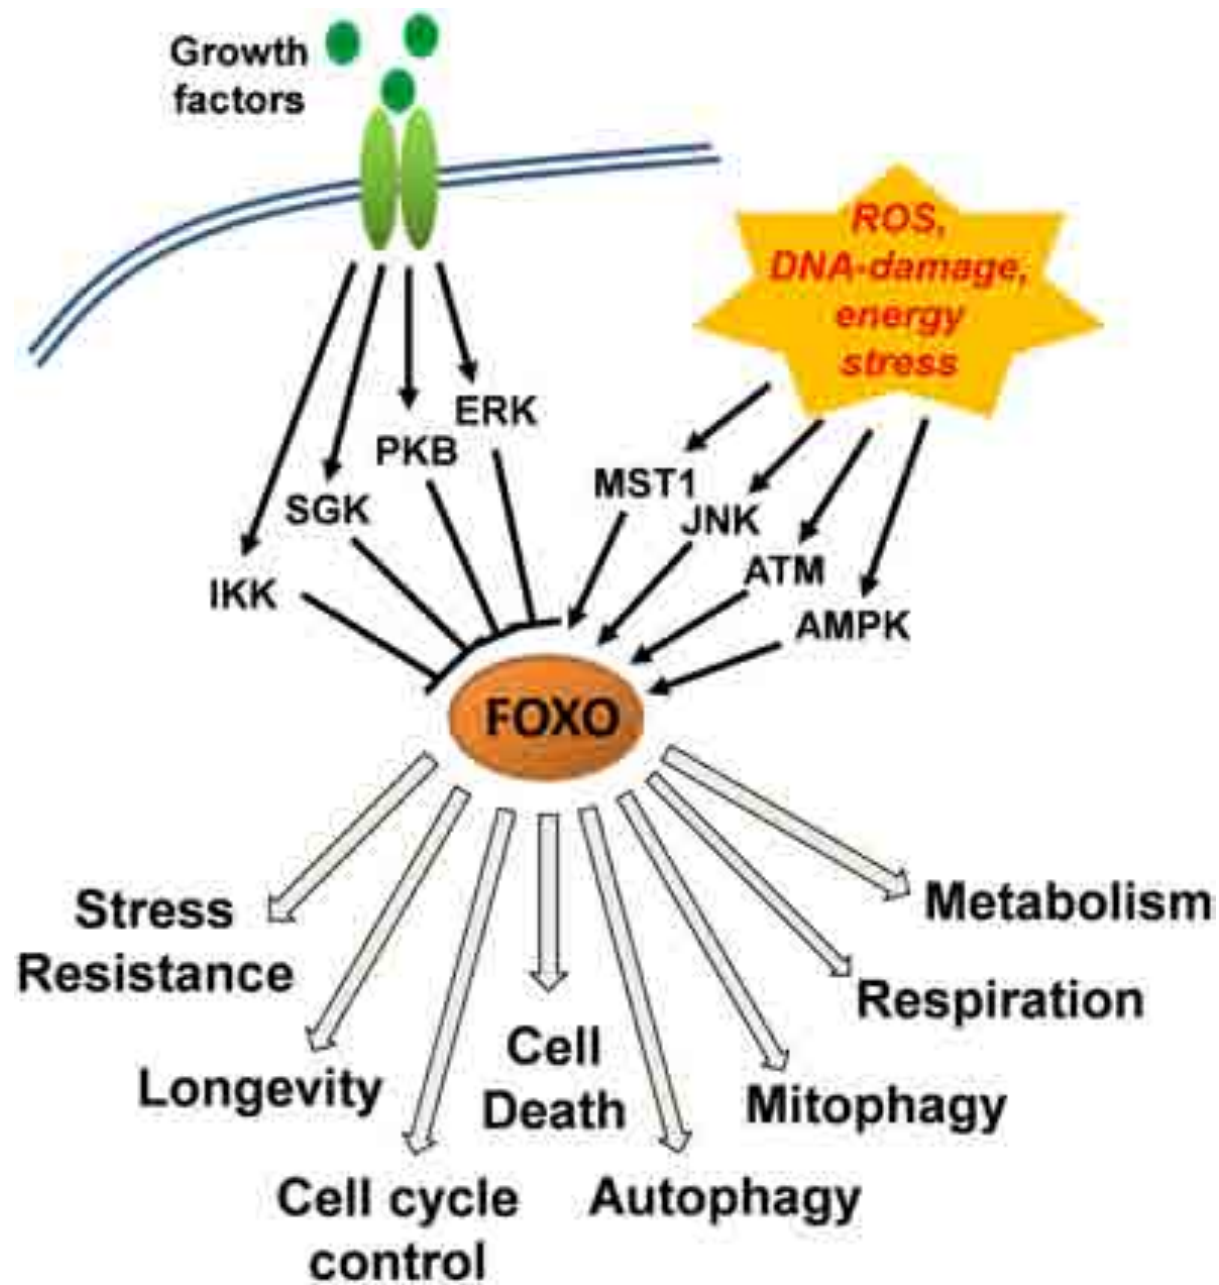 Growth
factors
ROS,
DNA-damage,
energy
stress
ERK
PKB
SGK
IKK
MST1
JNK
ATM
AMPK
FOXO
Stress
Resistance
Longevity
Cell cycle
control
Cell
Death
Autophagy
Mitophagy
Respiration
Metabolism